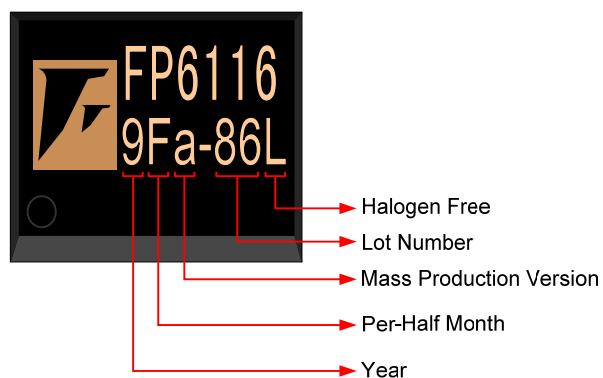 FP6116
9Fa-86L
Halogen Free
Lot Number
Mass Production Version
Per-Half Month
Year